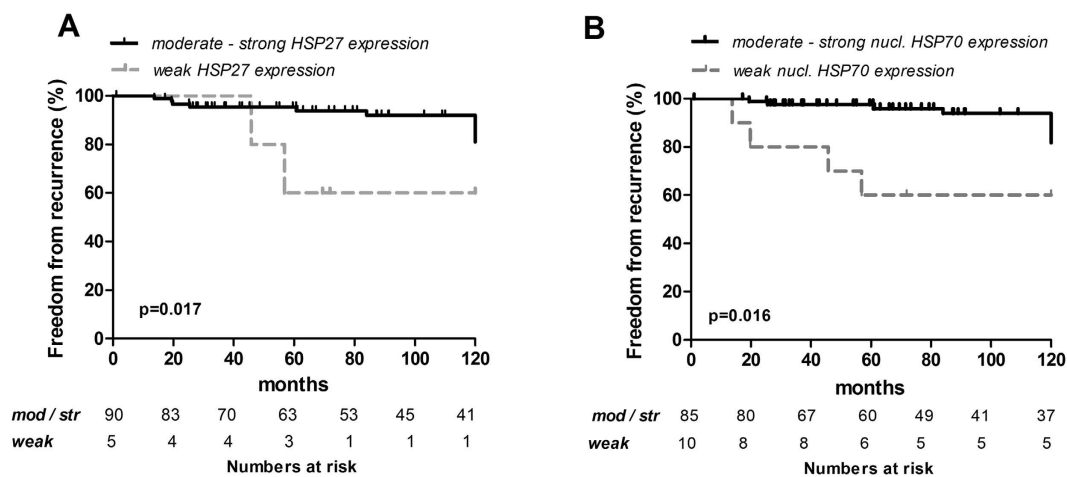 A
moderate - strong HSP27 expression
weak HSP27 expression
Freedom from recurrence (%)
100
80
60
40
20
0
p=0.017
0 20 40 60 80 100 120
months
mod / str 90 83 70 63 53 45 41
weak 5 4 4 3 1 1 1
Numbers at risk
B
moderate - strong nucl. HSP70 expression
weak nucl. HSP70 expression
Freedom from recurrence (%)
100
80
60
40
20
0
p=0.016
0 20 40 60 80 100 120
months
mod / str 85 80 67 60 49 41 37
weak 10 8 8 6 5 5 5
Numbers at risk